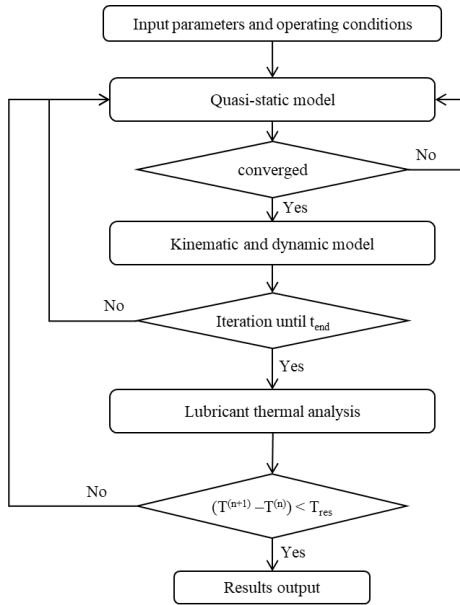 Input parameters and operating conditions
Quasi-static model
No
converged
Yes
Kinematic and dynamic model
No
Iteration until t_end
Yes
Lubricant thermal analysis
No
(T^(n+1) –T^(n)) < T_res
Yes
Results output